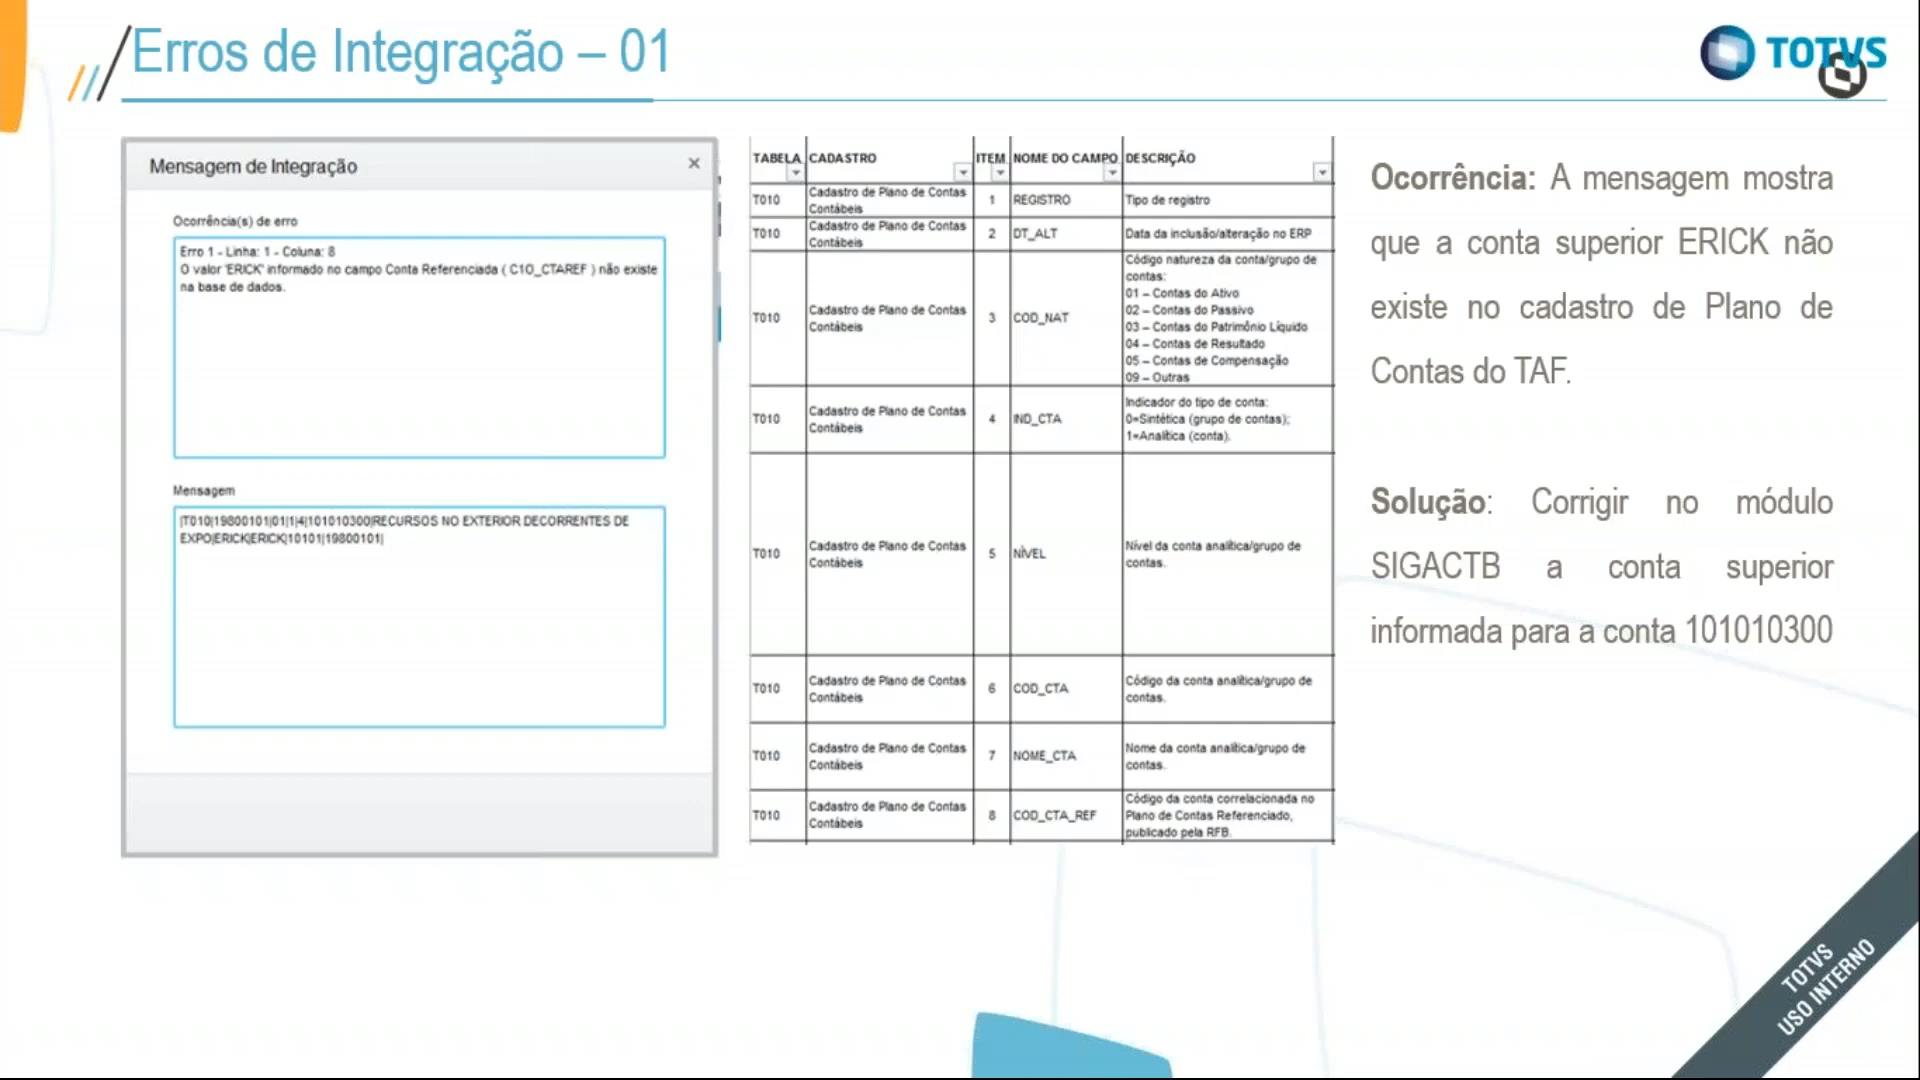 Erros de Integração – 01
TOTVS
Mensagem de Integração
×
Ocorrência(s) de erro
Erro 1 - Linha: 1 - Coluna: 8
O valor 'ERICK' informado no campo Conta Referenciada ( C1O_CTAREF ) não existe
na base de dados.
Mensagem
|T010|19800101|01|1|4|101010300|RECURSOS NO EXTERIOR DECORRENTES DE
EXPO|ERICK|ERICK|10101|19800101|
TABELA CADASTRO ITEM NOME DO CAMPO DESCRIÇÃO
T010 Cadastro de Plano de Contas Contábeis 1 REGISTRO Tipo de registro
T010 Cadastro de Plano de Contas Contábeis 2 DT_ALT Data da inclusão/alteração no ERP
T010 Cadastro de Plano de Contas Contábeis 3 COD_NAT Código natureza da conta/grupo de
contas:
01 – Contas do Ativo
02 – Contas do Passivo
03 – Contas do Patrimônio Líquido
04 – Contas de Resultado
05 – Contas de Compensação
09 – Outras
T010 Cadastro de Plano de Contas Contábeis 4 IND_CTA Indicador do tipo de conta:
0=Sintética (grupo de contas);
1=Analítica (conta).
T010 Cadastro de Plano de Contas Contábeis 5 NÍVEL Nível da conta analítica/grupo de
contas.
T010 Cadastro de Plano de Contas Contábeis 6 COD_CTA Código da conta analítica/grupo de
contas.
T010 Cadastro de Plano de Contas Contábeis 7 NOME_CTA Nome da conta analítica/grupo de
contas.
T010 Cadastro de Plano de Contas Contábeis 8 COD_CTA_REF Código da conta correlacionada no
Plano de Contas Referenciado,
publicado pela RFB.
Ocorrência: A mensagem mostra
que a conta superior ERICK não
existe no cadastro de Plano de
Contas do TAF.
Solução: Corrigir no módulo
SIGACTB a conta superior
informada para a conta 101010300
TOTVS
USO INTERNO